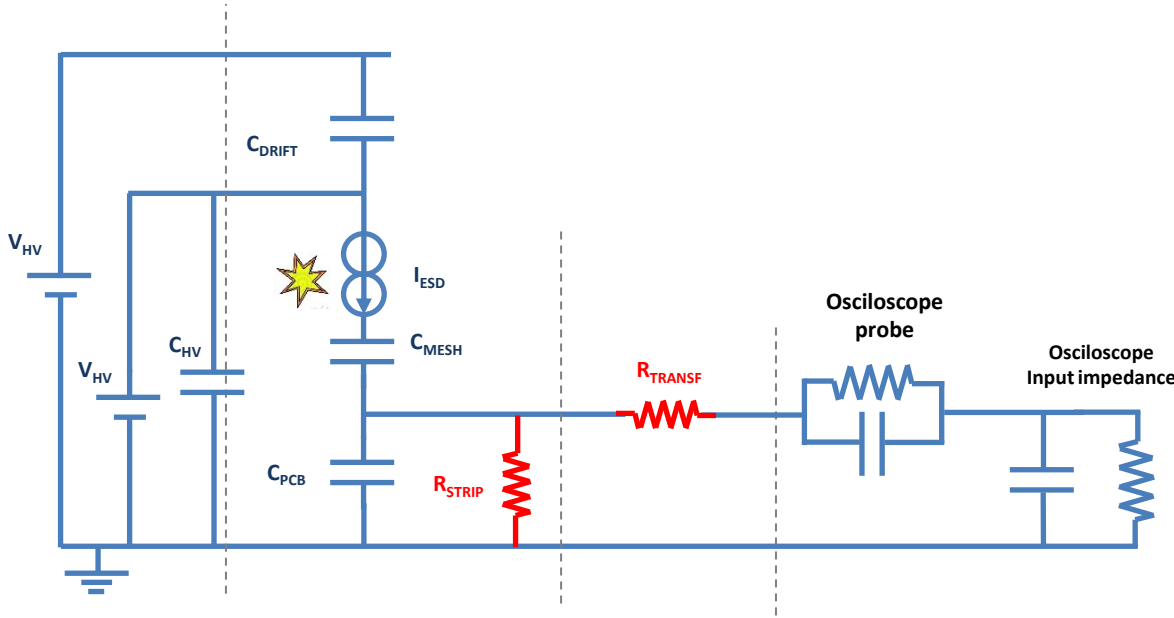 C_DRIFT
V_HV
I_ESD
Osciloscope
probe
C_MESH
C_HV
V_HV
R_TRANSF
Osciloscope
Input impedance
C_PCB
R_STRIP